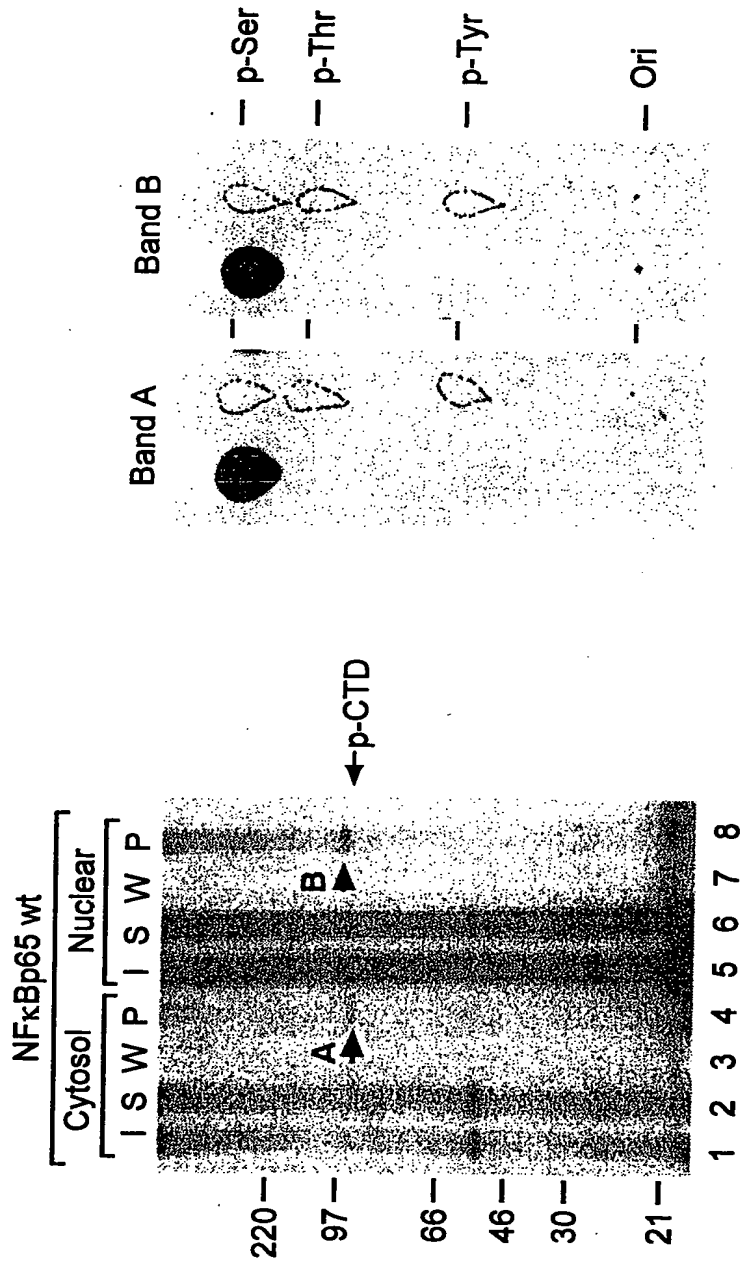 NFκBp65 wt
Cytosol Nuclear
I S W P I S W P
220
97
66
46
30
21
A
B
p-CTD
1 2 3 4 5 6 7 8
Band A Band B
p-Ser
p-Thr
p-Tyr
Ori